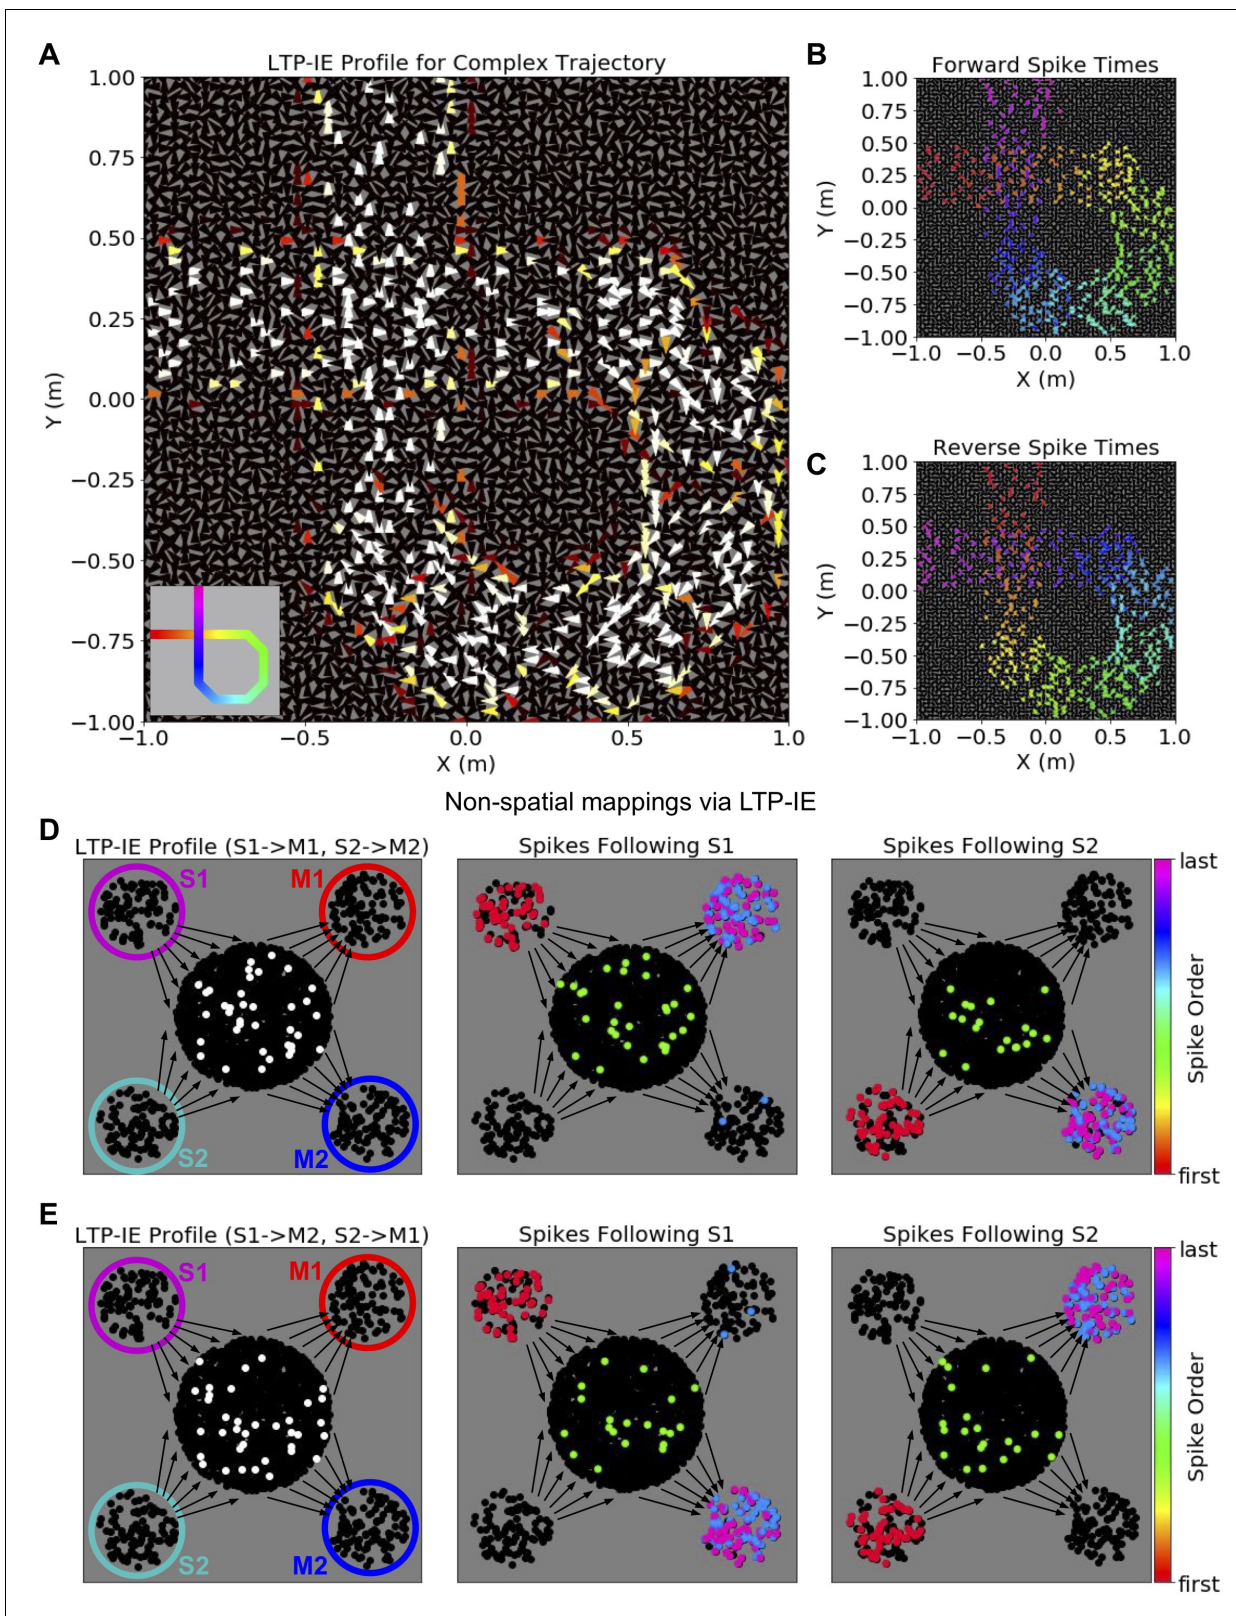 A
LTP-IE Profile for Complex Trajectory
1.00
0.75
0.50
0.25
0.00
−0.25
−0.50
−0.75
−1.00
Y (m)
−1.0 −0.5 0.0 0.5 1.0
X (m)
B
Forward Spike Times
1.00
0.75
0.50
0.25
0.00
−0.25
−0.50
−0.75
−1.00
Y (m)
−1.0 −0.5 0.0 0.5 1.0
X (m)
C
Reverse Spike Times
1.00
0.75
0.50
0.25
0.00
−0.25
−0.50
−0.75
−1.00
Y (m)
−1.0 −0.5 0.0 0.5 1.0
X (m)
Non-spatial mappings via LTP-IE
D
LTP-IE Profile (S1->M1, S2->M2)
S1 M1
S2 M2
Spikes Following S1
Spikes Following S2
last
Spike Order
first
E
LTP-IE Profile (S1->M2, S2->M1)
S1 M1
S2 M2
Spikes Following S1
Spikes Following S2
last
Spike Order
first